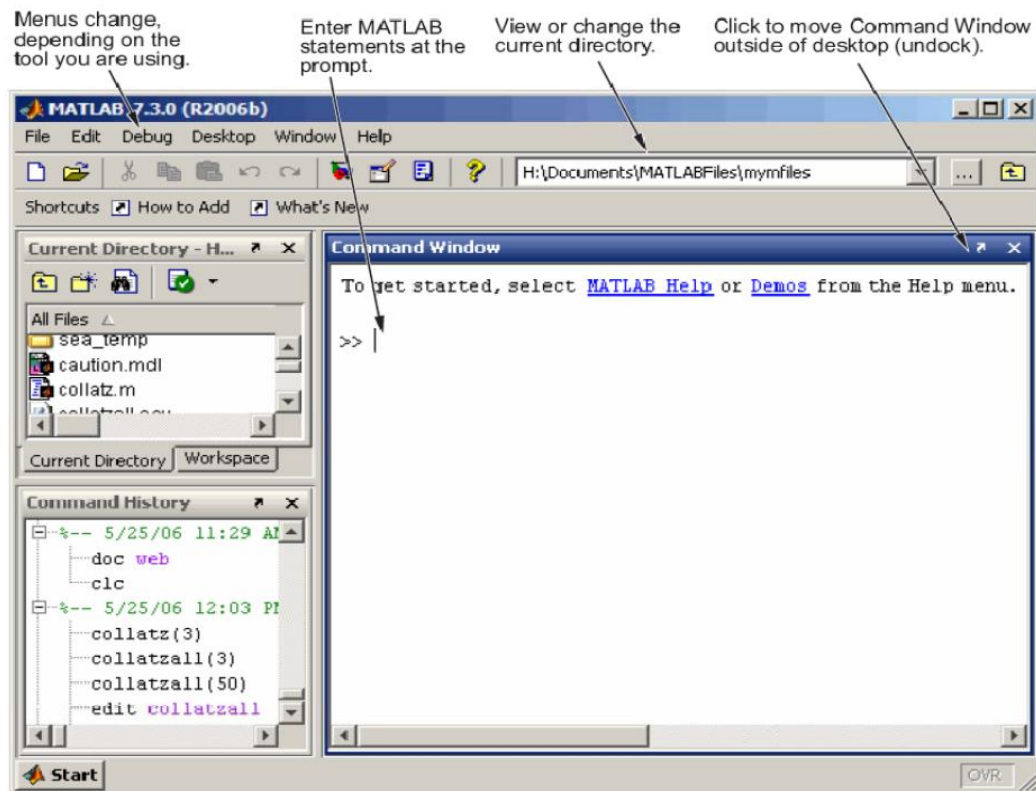 Menus change,
depending on the
tool you are using.
Enter MATLAB
statements at the
prompt.
View or change the
current directory.
Click to move Command Window
outside of desktop (undock).
MATLAB 7.3.0 (R2006b)
File Edit Debug Desktop Window Help
H:\Documents\MATLABFiles\mymfiles
...
Shortcuts How to Add What's New
Current Directory - H...
All Files
sea_temp
caution.mdl
collatz.m
Current Directory Workspace
Command History
%-- 5/25/06 11:29 AM
doc web
clc
%-- 5/25/06 12:03 PM
collatz(3)
collatzall(3)
collatzall(50)
edit collatzall
Command Window
To get started, select MATLAB Help or Demos from the Help menu.
>>
Start
OVR